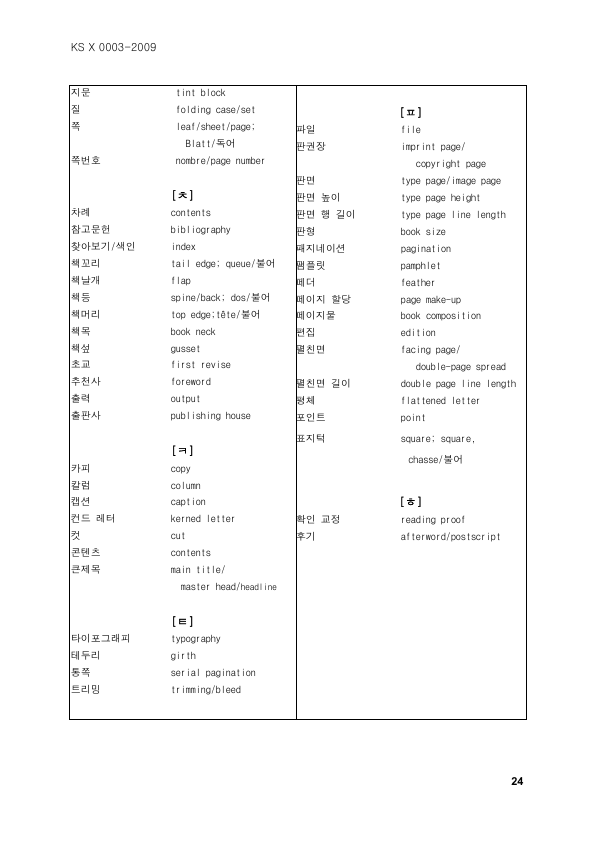 KS X 0003-2009
지문 tint block
질 folding case/set
쪽 leaf/sheet/page;
Blatt/독어
쪽번호 nombre/page number
[ㅊ]
차례 contents
참고문헌 bibliography
찾아보기/색인 index
책꼬리 tail edge; queue/불어
책날개 flap
책등 spine/back; dos/불어
책머리 top edge;tête/불어
책목 book neck
책섶 gusset
초교 first revise
추천사 foreword
출력 output
출판사 publishing house
[ㅋ]
카피 copy
칼럼 column
캡션 caption
컨드 레터 kerned letter
컷 cut
콘텐츠 contents
큰제목 main title/
master head/headline
[ㅌ]
타이포그래피 typography
테두리 girth
통쪽 serial pagination
트리밍 trimming/bleed
[ㅍ]
파일 file
판권장 imprint page/
copyright page
판면 type page/image page
판면 높이 type page height
판면 행 길이 type page line length
판형 book size
패지네이션 pagination
팸플릿 pamphlet
페더 feather
페이지 할당 page make-up
페이지물 book composition
편집 edition
펼친면 facing page/
double-page spread
펼친면 길이 double page line length
평체 flattened letter
포인트 point
표지턱 square; square,
chasse/불어
[ㅎ]
확인 교정 reading proof
후기 afterword/postscript
24